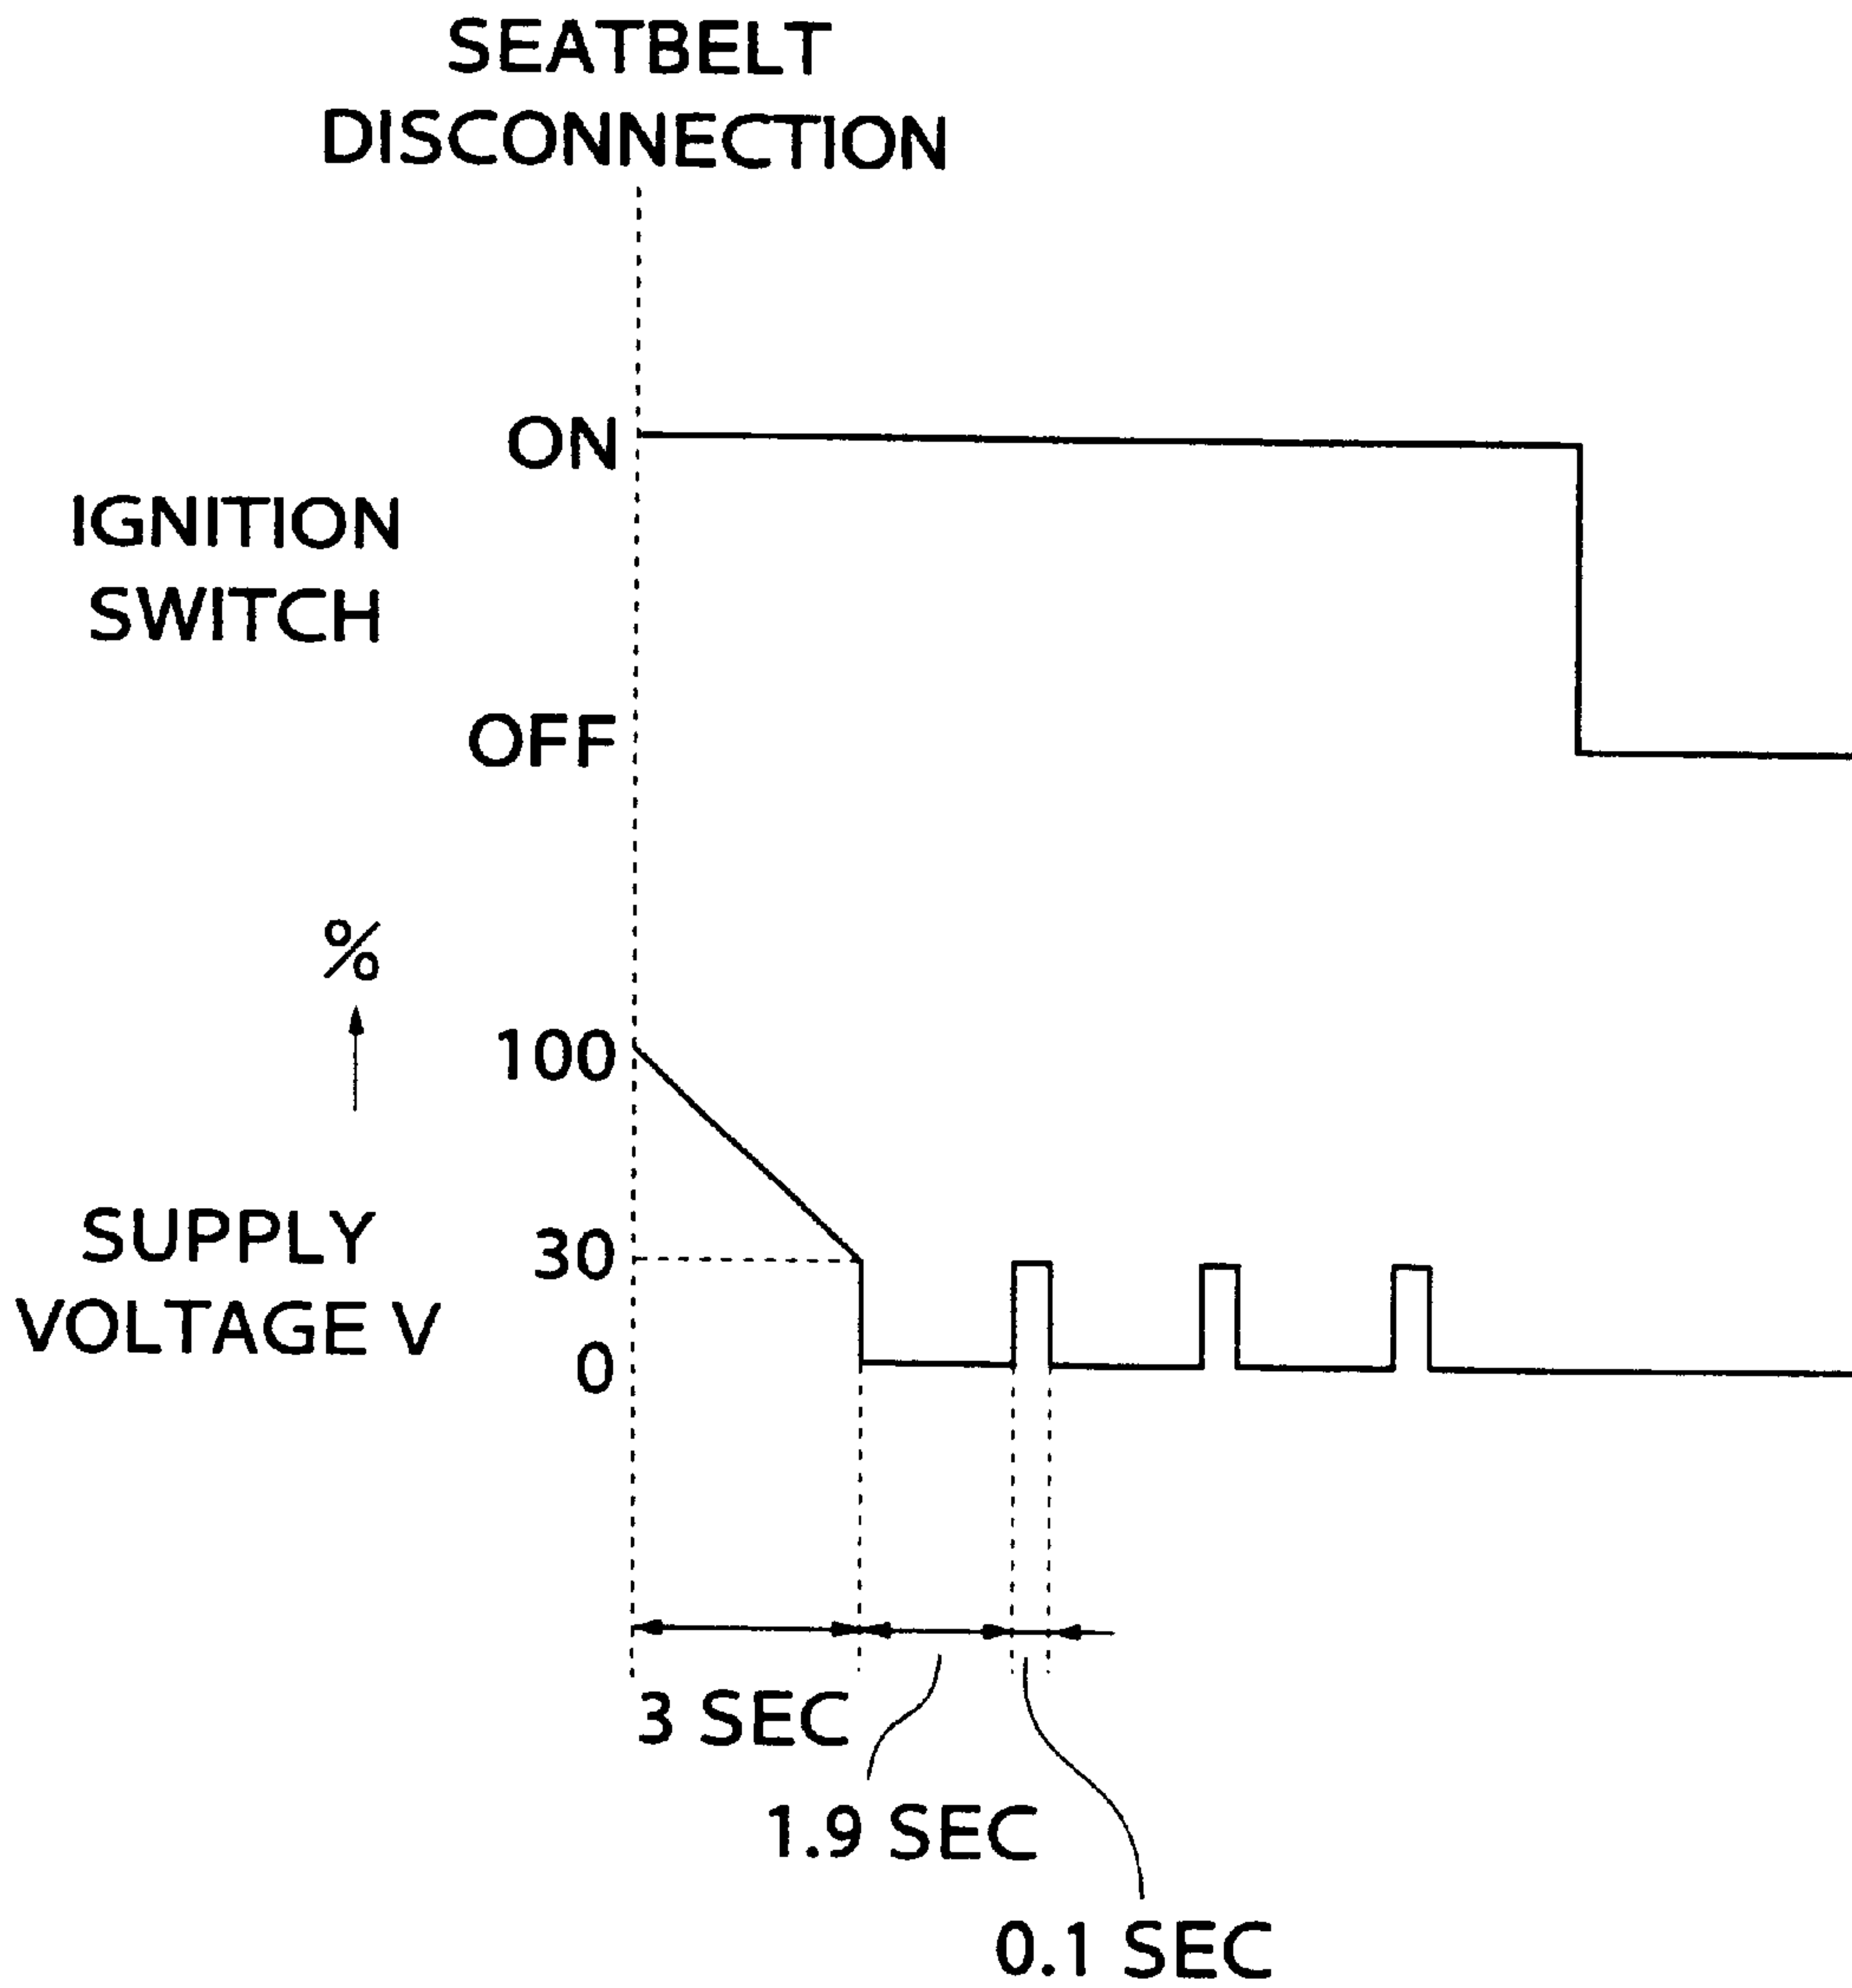 SEATBELT
DISCONNECTION
ON
IGNITION
SWITCH
OFF
%
100
SUPPLY
VOLTAGE V
30
0
3 SEC
1.9 SEC
0.1 SEC